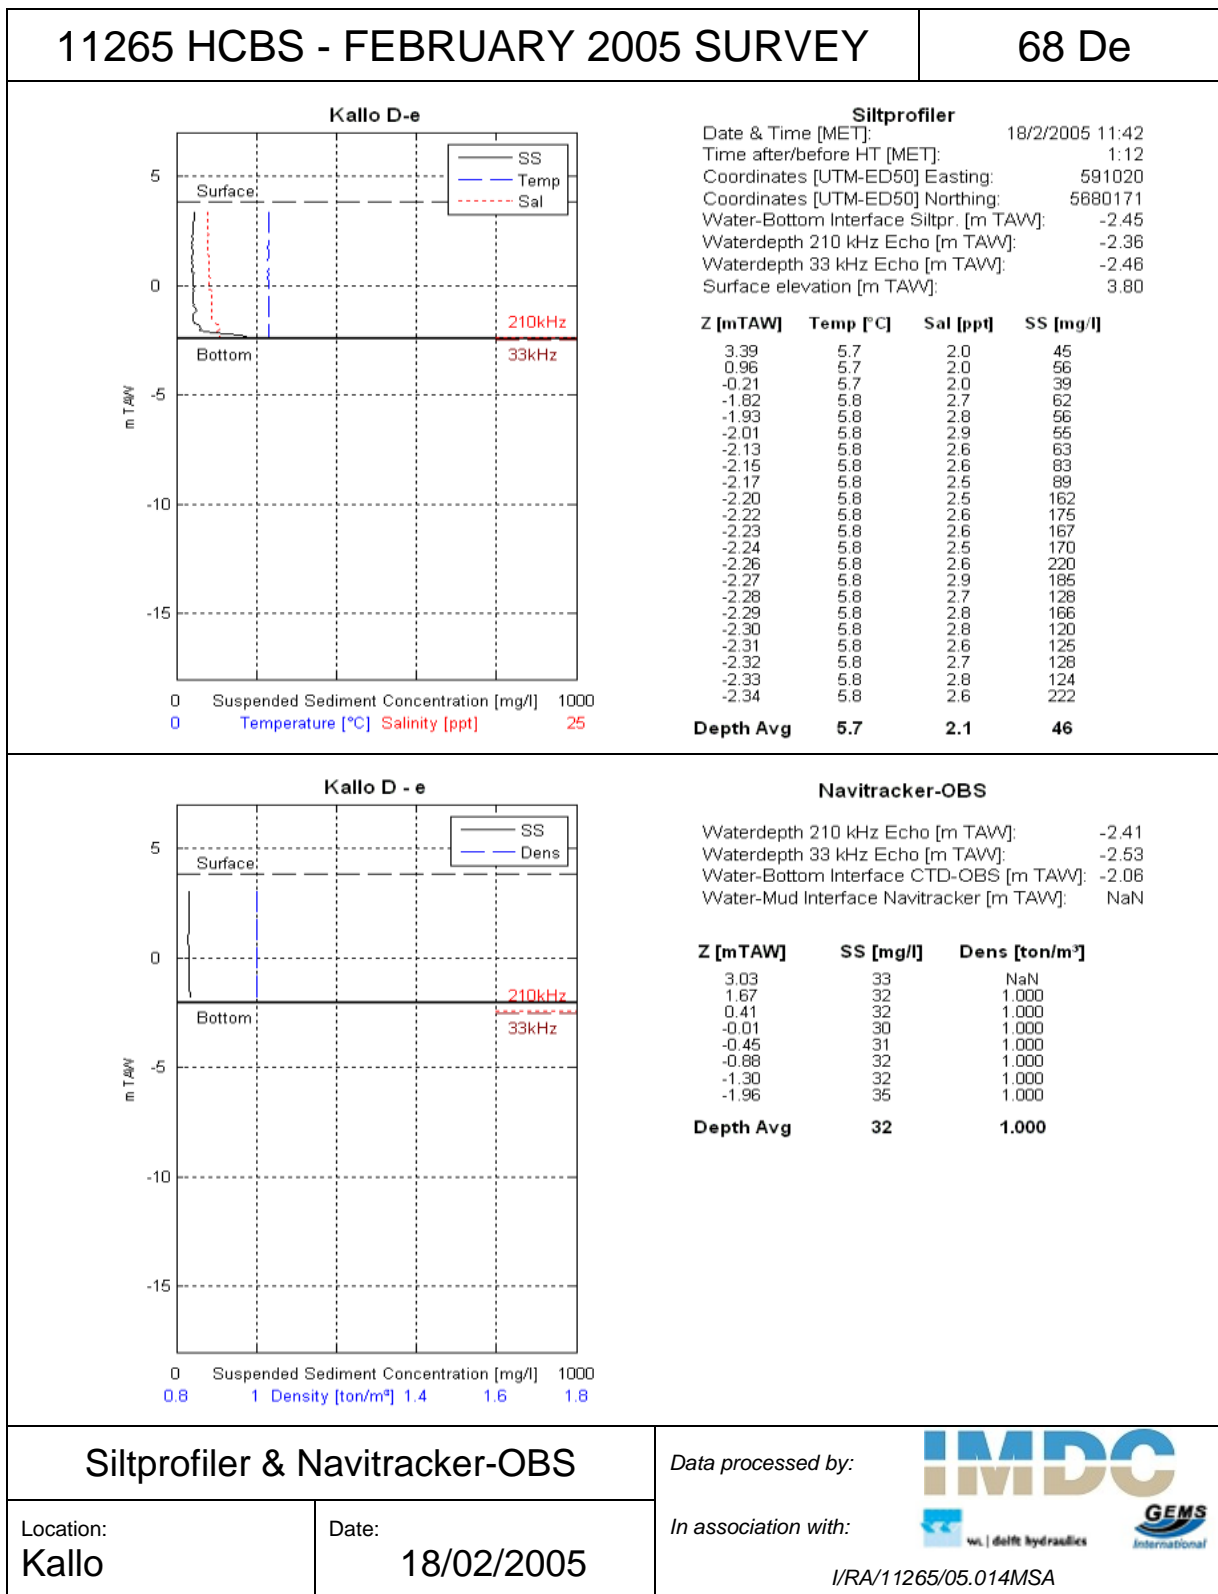 11265 HCBS - FEBRUARY 2005 SURVEY
68 De
Kallo D-e
SS
Temp
Sal
5
0
-5
-10
-15
m TAW
Surface
Bottom
210kHz
33kHz
0 Suspended Sediment Concentration [mg/l] 1000
0 Temperature [°C] Salinity [ppt] 25
Siltprofiler
Date & Time [MET]: 18/2/2005 11:42
Time after/before HT [MET]: 1:12
Coordinates [UTM-ED50] Easting: 591020
Coordinates [UTM-ED50] Northing: 5680171
Water-Bottom Interface Siltpr. [m TAW]: -2.45
Waterdepth 210 kHz Echo [m TAW]: -2.36
Waterdepth 33 kHz Echo [m TAW]: -2.46
Surface elevation [m TAW]: 3.80
Z [mTAW] Temp [°C] Sal [ppt] SS [mg/l]
3.39 5.7 2.0 45
0.96 5.7 2.0 56
-0.21 5.7 2.0 39
-1.82 5.8 2.7 62
-1.93 5.8 2.8 56
-2.01 5.8 2.9 55
-2.13 5.8 2.6 63
-2.15 5.8 2.6 83
-2.17 5.8 2.5 89
-2.20 5.8 2.5 162
-2.22 5.8 2.6 175
-2.23 5.8 2.6 167
-2.24 5.8 2.5 170
-2.26 5.8 2.6 220
-2.27 5.8 2.9 185
-2.28 5.8 2.7 128
-2.29 5.8 2.8 166
-2.30 5.8 2.8 120
-2.31 5.8 2.6 125
-2.32 5.8 2.7 128
-2.33 5.8 2.8 124
-2.34 5.8 2.6 222
Depth Avg 5.7 2.1 46
Kallo D - e
SS
Dens
5
0
-5
-10
-15
m TAW
Surface
Bottom
210kHz
33kHz
0 Suspended Sediment Concentration [mg/l] 1000
0.8 1 Density [ton/m³] 1.4 1.6 1.8
Navitracker-OBS
Waterdepth 210 kHz Echo [m TAW]: -2.41
Waterdepth 33 kHz Echo [m TAW]: -2.53
Water-Bottom Interface CTD-OBS [m TAW]: -2.06
Water-Mud Interface Navitracker [m TAW]: NaN
Z [mTAW] SS [mg/l] Dens [ton/m³]
3.03 33 NaN
1.67 32 1.000
0.41 32 1.000
-0.01 30 1.000
-0.45 31 1.000
-0.88 32 1.000
-1.30 32 1.000
-1.96 35 1.000
Depth Avg 32 1.000
Siltprofiler & Navitracker-OBS
Location:
Kallo
Date:
18/02/2005
Data processed by:
IMDC
In association with:
wl | delft hydraulics
GEMS
International
I/RA/11265/05.014MSA